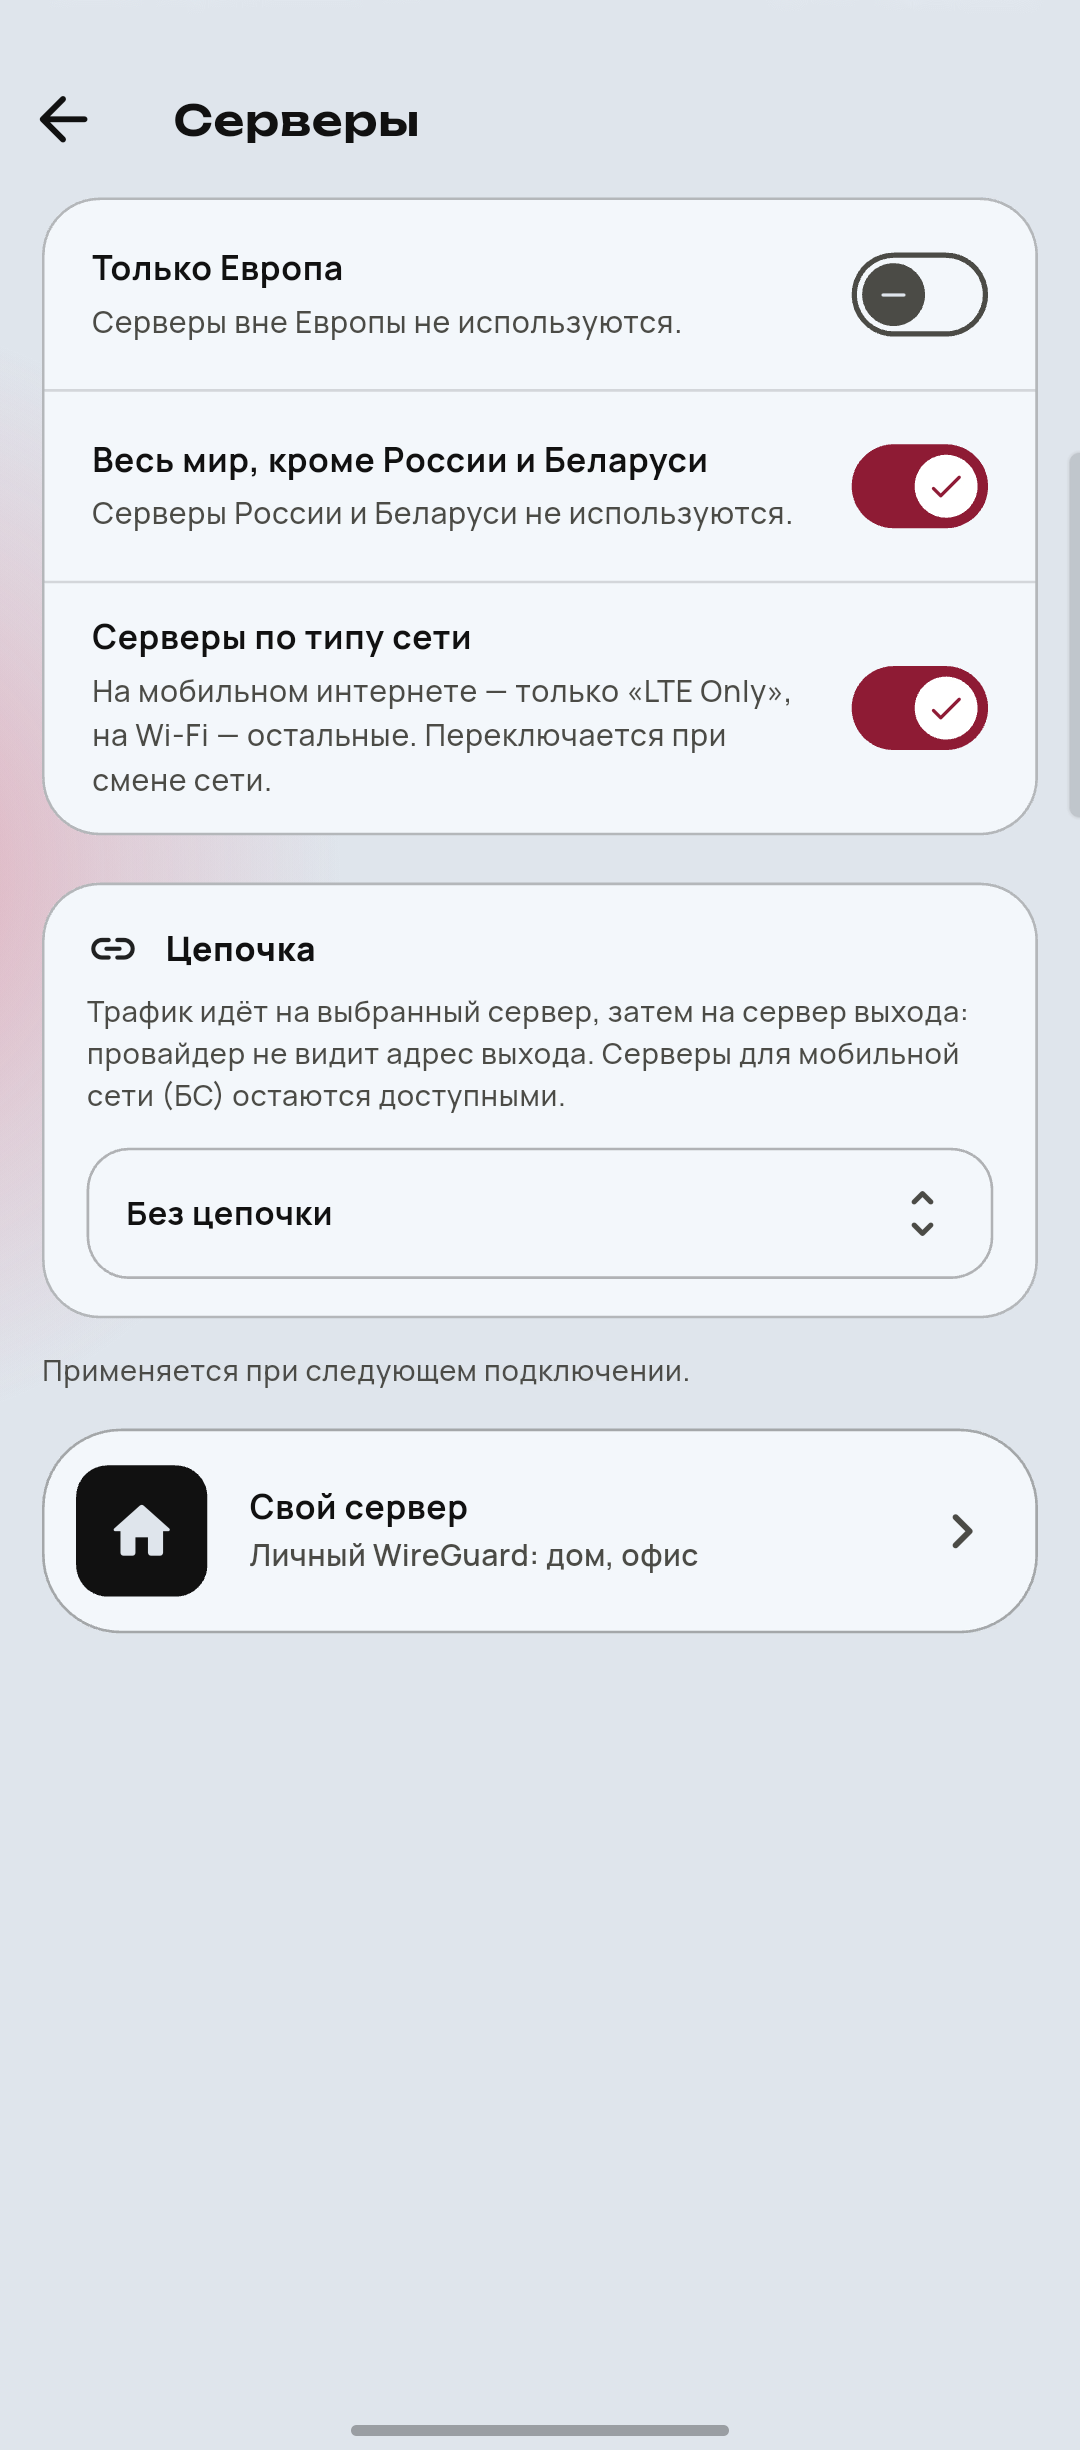 Серверы
Только Европа
Серверы вне Европы не используются.
Весь мир, кроме России и Беларуси
Серверы России и Беларуси не используются.
Серверы по типу сети
На мобильном интернете — только «LTE Only»,
на Wi-Fi — остальные. Переключается при
смене сети.
Цепочка
Трафик идёт на выбранный сервер, затем на сервер выхода:
провайдер не видит адрес выхода. Серверы для мобильной
сети (БС) остаются доступными.
Без цепочки
Применяется при следующем подключении.
Свой сервер
Личный WireGuard: дом, офис